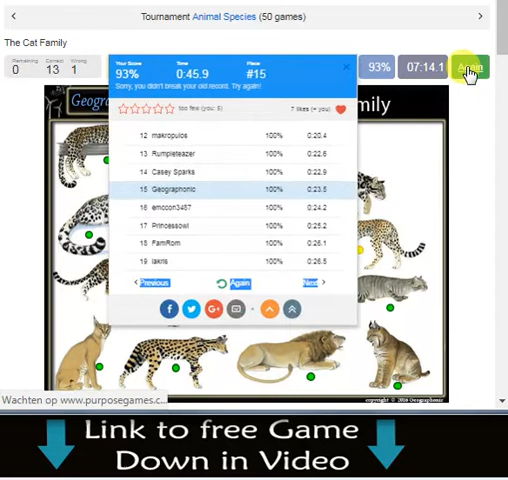 Tournament Animal Species (50 games)
The Cat Family
Remaining Correct Wrong
0 13 1
93% 07:14.1 Again
Your Score Time Place
93% 0:45.9 #15
Sorry, you didn't break your old record. Try again!
too few (you: 5) 7 likes (+ you)
12 makropulos 100% 0:20.4
13 Rumpleteazer 100% 0:22.6
14 Casey Sparks 100% 0:22.9
15 Geographonic 100% 0:23.5
16 emccon3487 100% 0:24.2
17 Princessowl 100% 0:25.2
18 FamRom 100% 0:26.1
19 lakits 100% 0:26.5
Previous Again Next
Wachten op www.purposegames.c...
copyright © 2016 Geographonic
Link to free Game
Down in Video